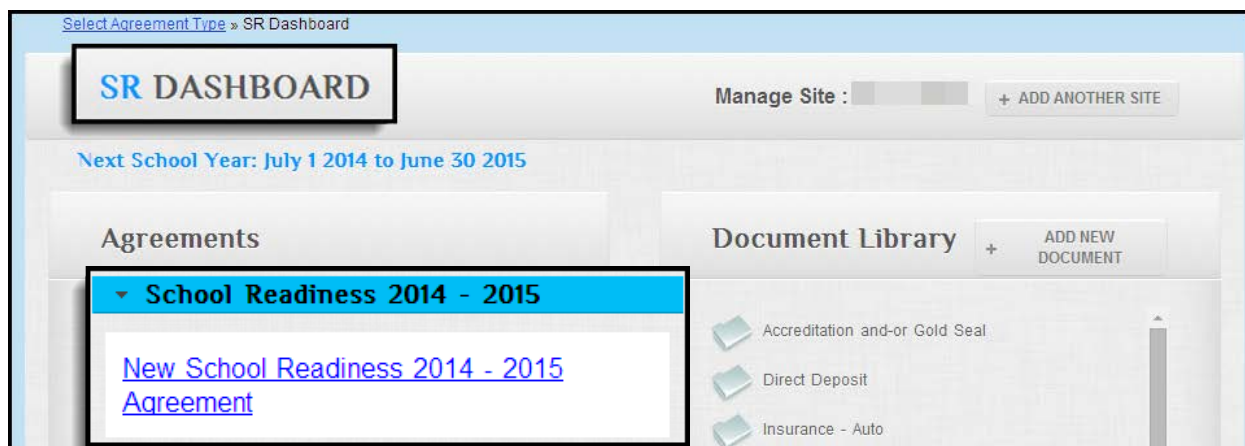 Select Agreement Type » SR Dashboard
SR DASHBOARD
Manage Site :
+ ADD ANOTHER SITE
Next School Year: July 1 2014 to June 30 2015
Agreements
School Readiness 2014 - 2015
New School Readiness 2014 - 2015
Agreement
Document Library
+ ADD NEW
DOCUMENT
Accreditation and-or Gold Seal
Direct Deposit
Insurance - Auto